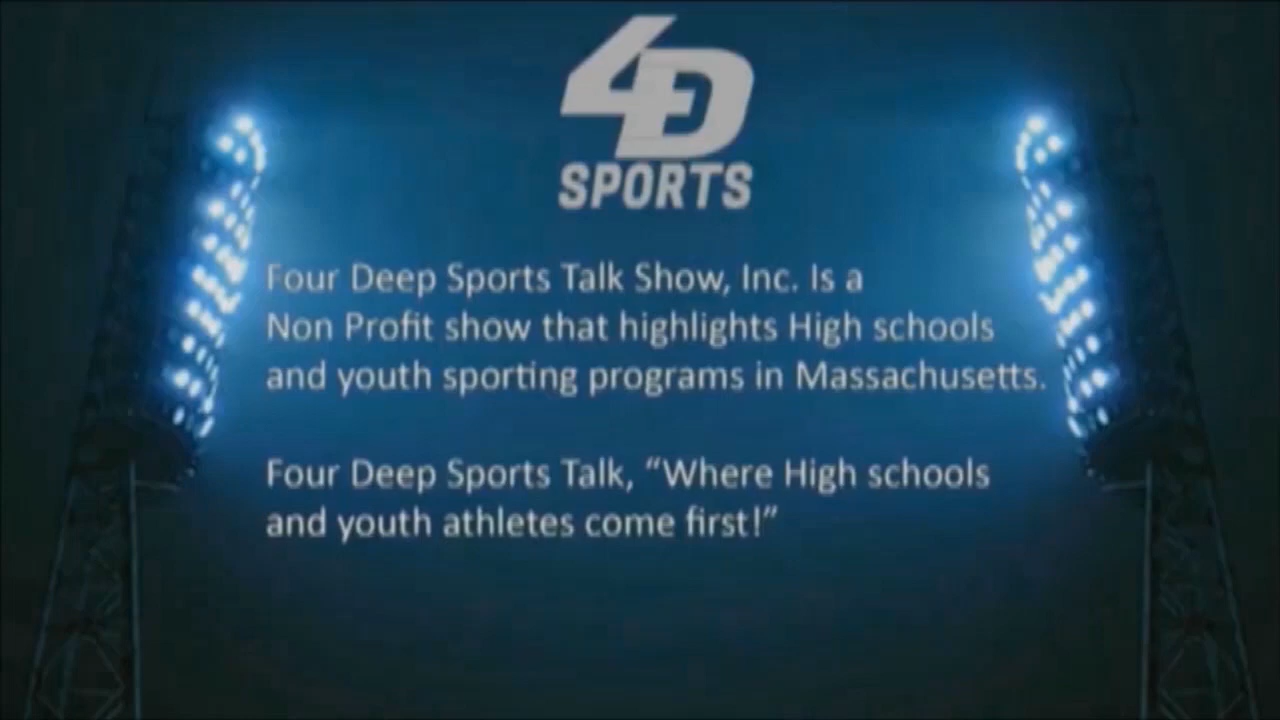 4D
SPORTS
Four Deep Sports Talk Show, Inc. Is a
Non Profit show that highlights High schools
and youth sporting programs in Massachusetts.
Four Deep Sports Talk, “Where High schools
and youth athletes come first!”